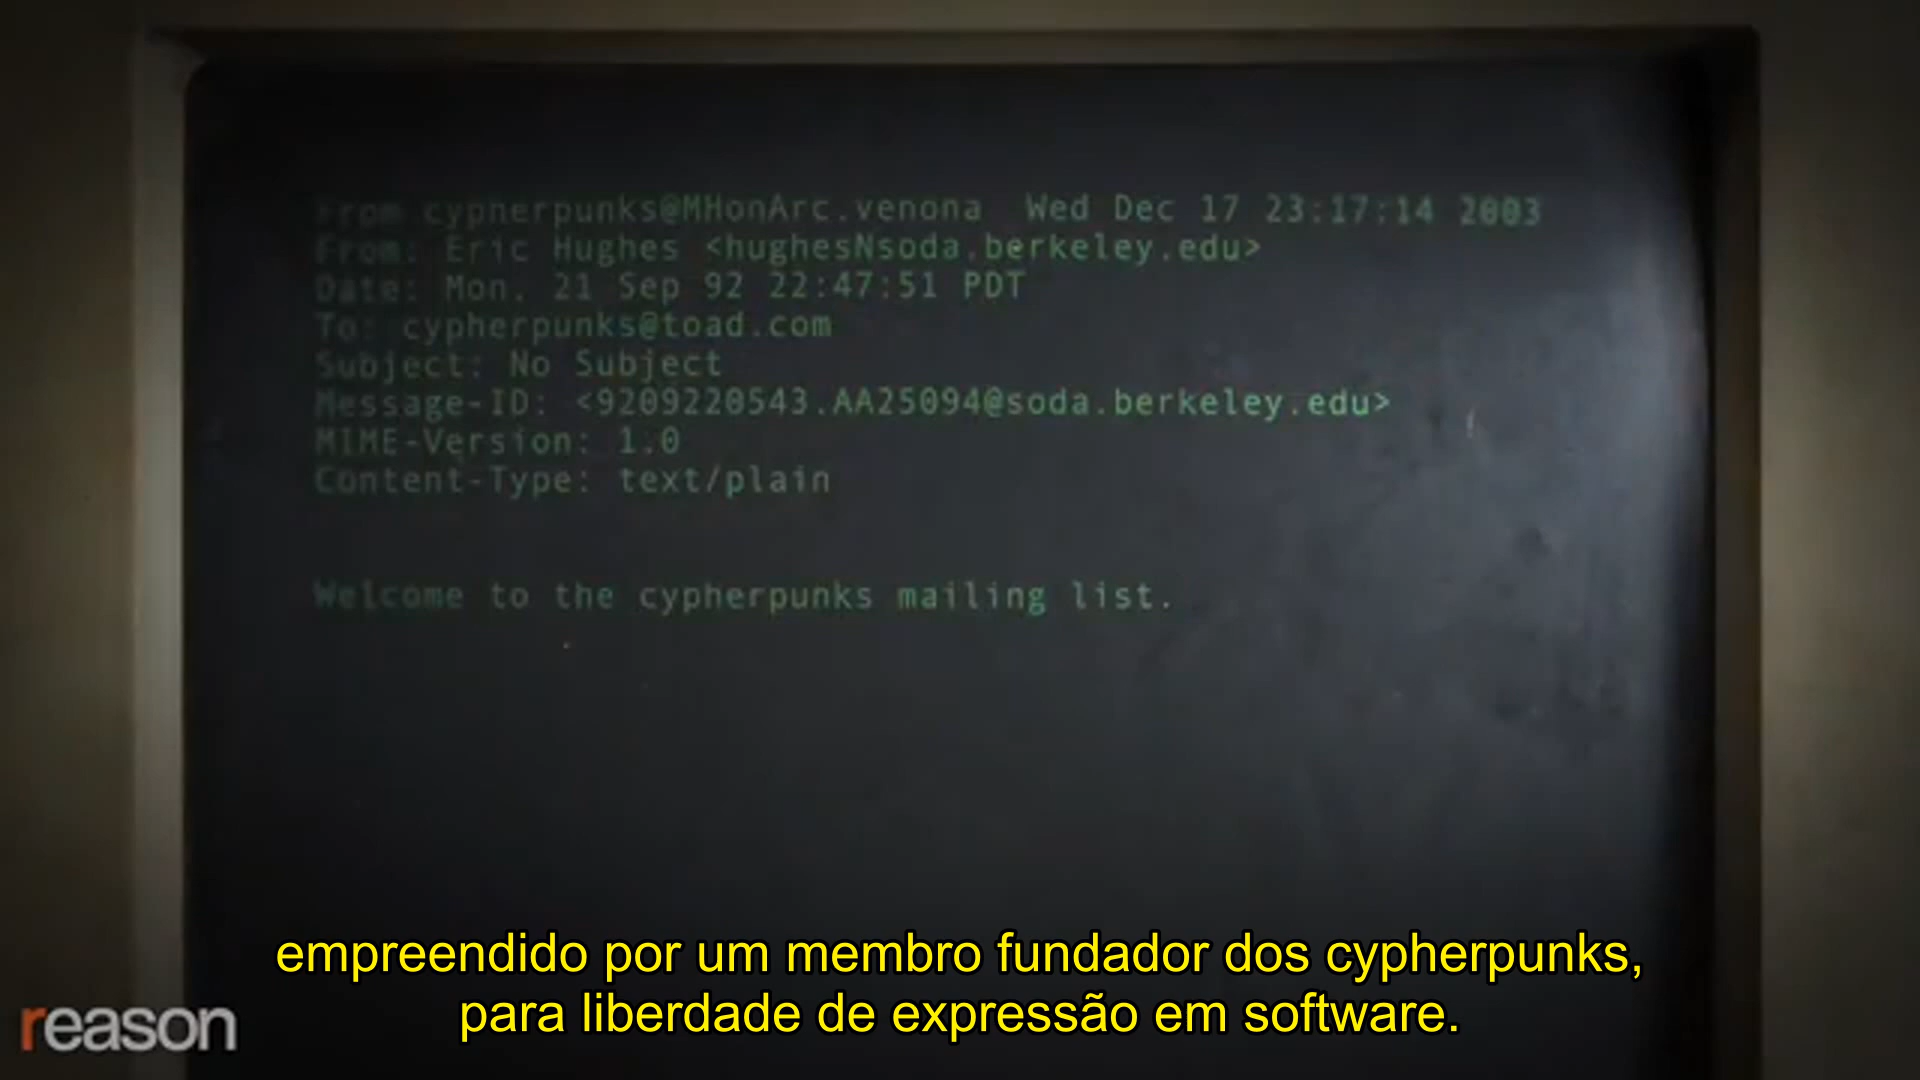 From cypherpunks@MHonArc.venona Wed Dec 17 23:17:14 2003
From: Eric Hughes <hughesNsoda.berkeley.edu>
Date: Mon, 21 Sep 92 22:47:51 PDT
To: cypherpunks@toad.com
Subject: No Subject
Message-ID: <9209220543.AA25094@soda.berkeley.edu>
MIME-Version: 1.0
Content-Type: text/plain
Welcome to the cypherpunks mailing list.
empreendido por um membro fundador dos cypherpunks,
para liberdade de expressão em software.
reason